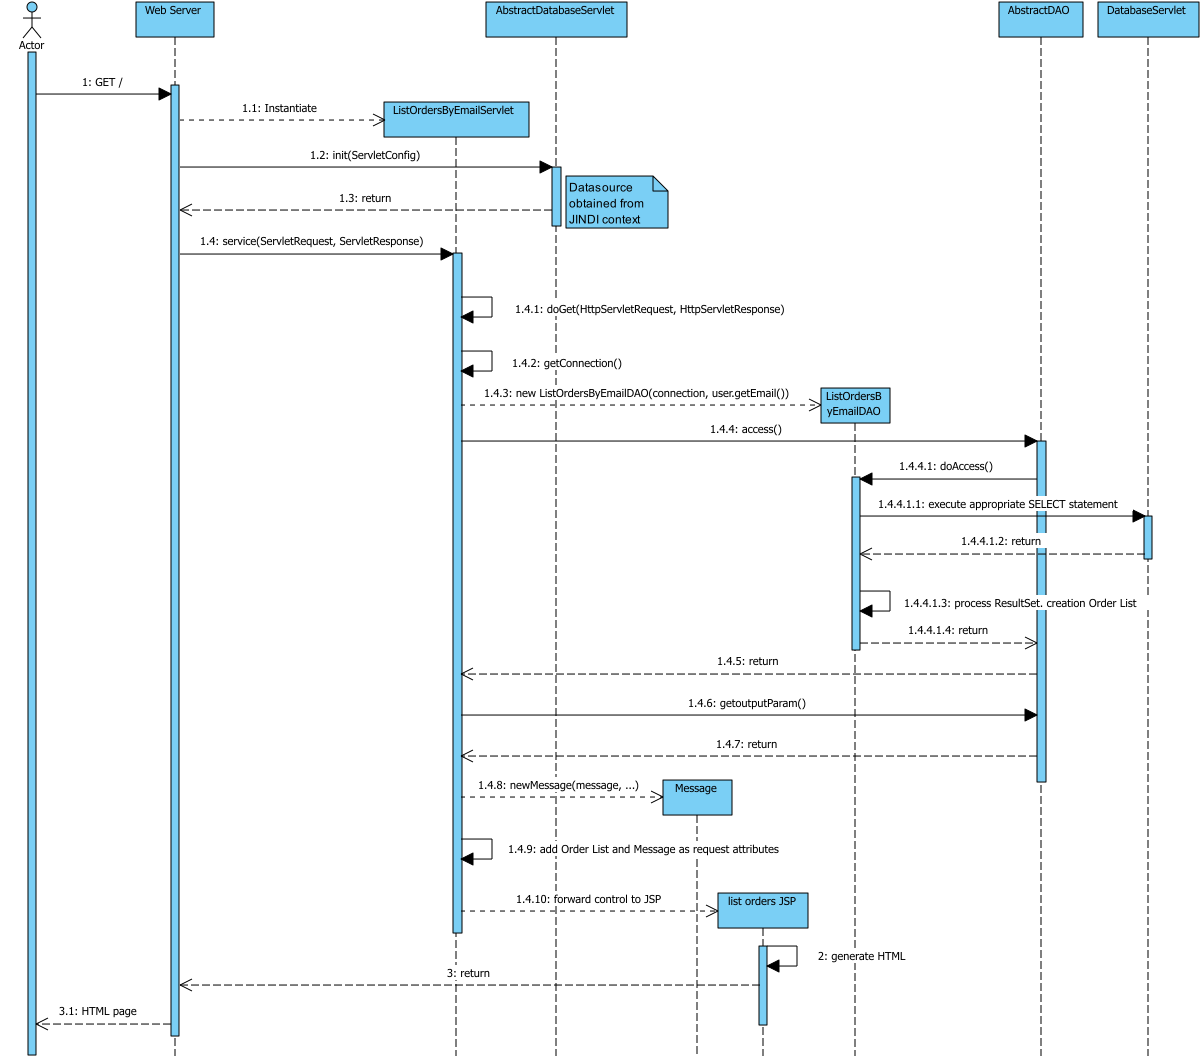 Web Server
AbstractDatabaseServlet
AbstractDAO
DatabaseServlet
Actor
1: GET /
1.1: Instantiate
ListOrdersByEmailServlet
1.2: init(ServletConfig)
Datasource
obtained from
JINDI context
1.3: return
1.4: service(ServletRequest, ServletResponse)
1.4.1: doGet(HttpServletRequest, HttpServletResponse)
1.4.2: getConnection()
1.4.3: new ListOrdersByEmailDAO(connection, user.getEmail())
ListOrdersB
yEmailDAO
1.4.4: access()
1.4.4.1: doAccess()
1.4.4.1.1: execute appropriate SELECT statement
1.4.4.1.2: return
1.4.4.1.3: process ResultSet. creation Order List
1.4.4.1.4: return
1.4.5: return
1.4.6: getoutputParam()
1.4.7: return
1.4.8: newMessage(message, ...)
Message
1.4.9: add Order List and Message as request attributes
1.4.10: forward control to JSP
list orders JSP
2: generate HTML
3: return
3.1: HTML page